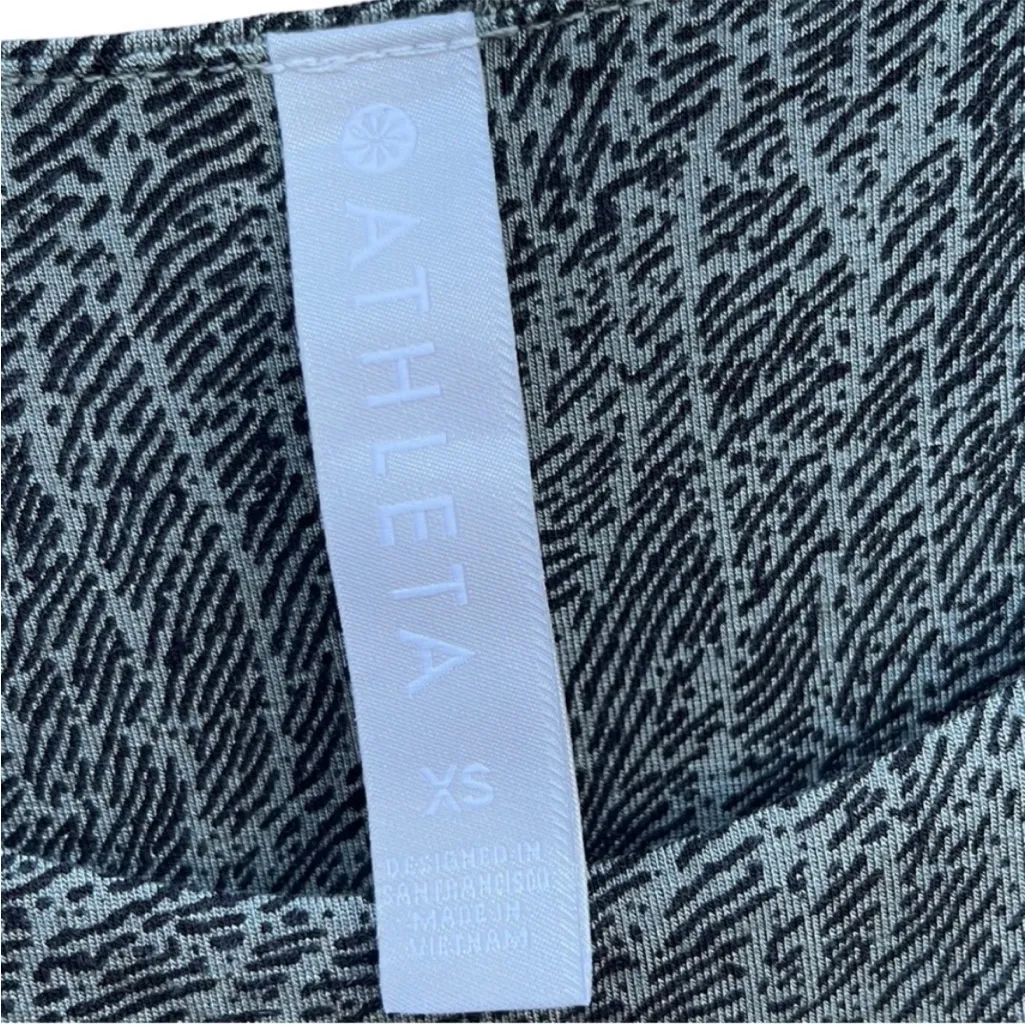 ATHLETA
XS
DESIGNED IN
SAN FRANCISCO
MADE IN
VIETNAM